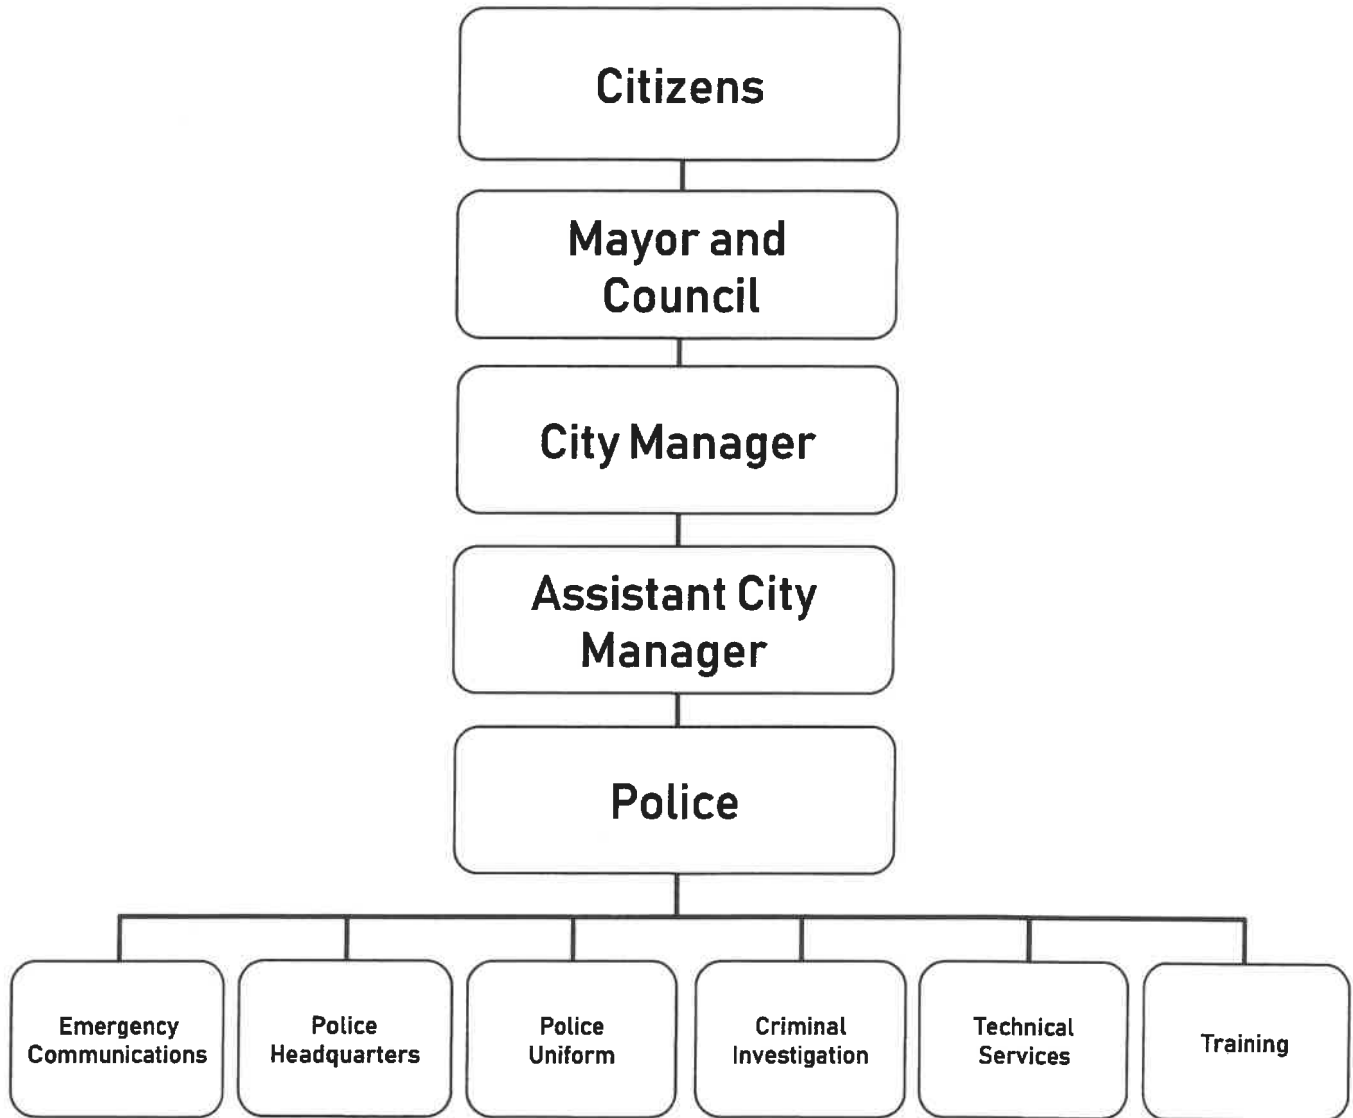 Citizens
Mayor and
Council
City Manager
Assistant City
Manager
Police
Emergency
Communications
Police
Headquarters
Police
Uniform
Criminal
Investigation
Technical
Services
Training